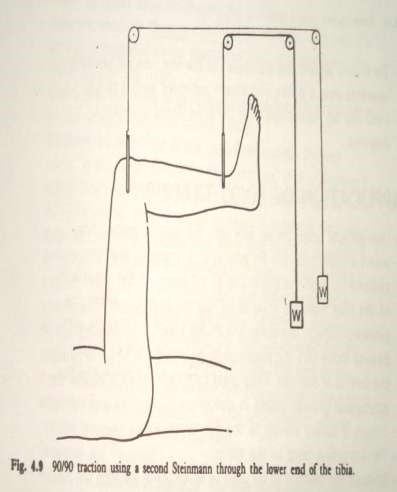 W
W
Fig. 4.9 90/90 traction using a second Steinmann through the lower end of the tibia.